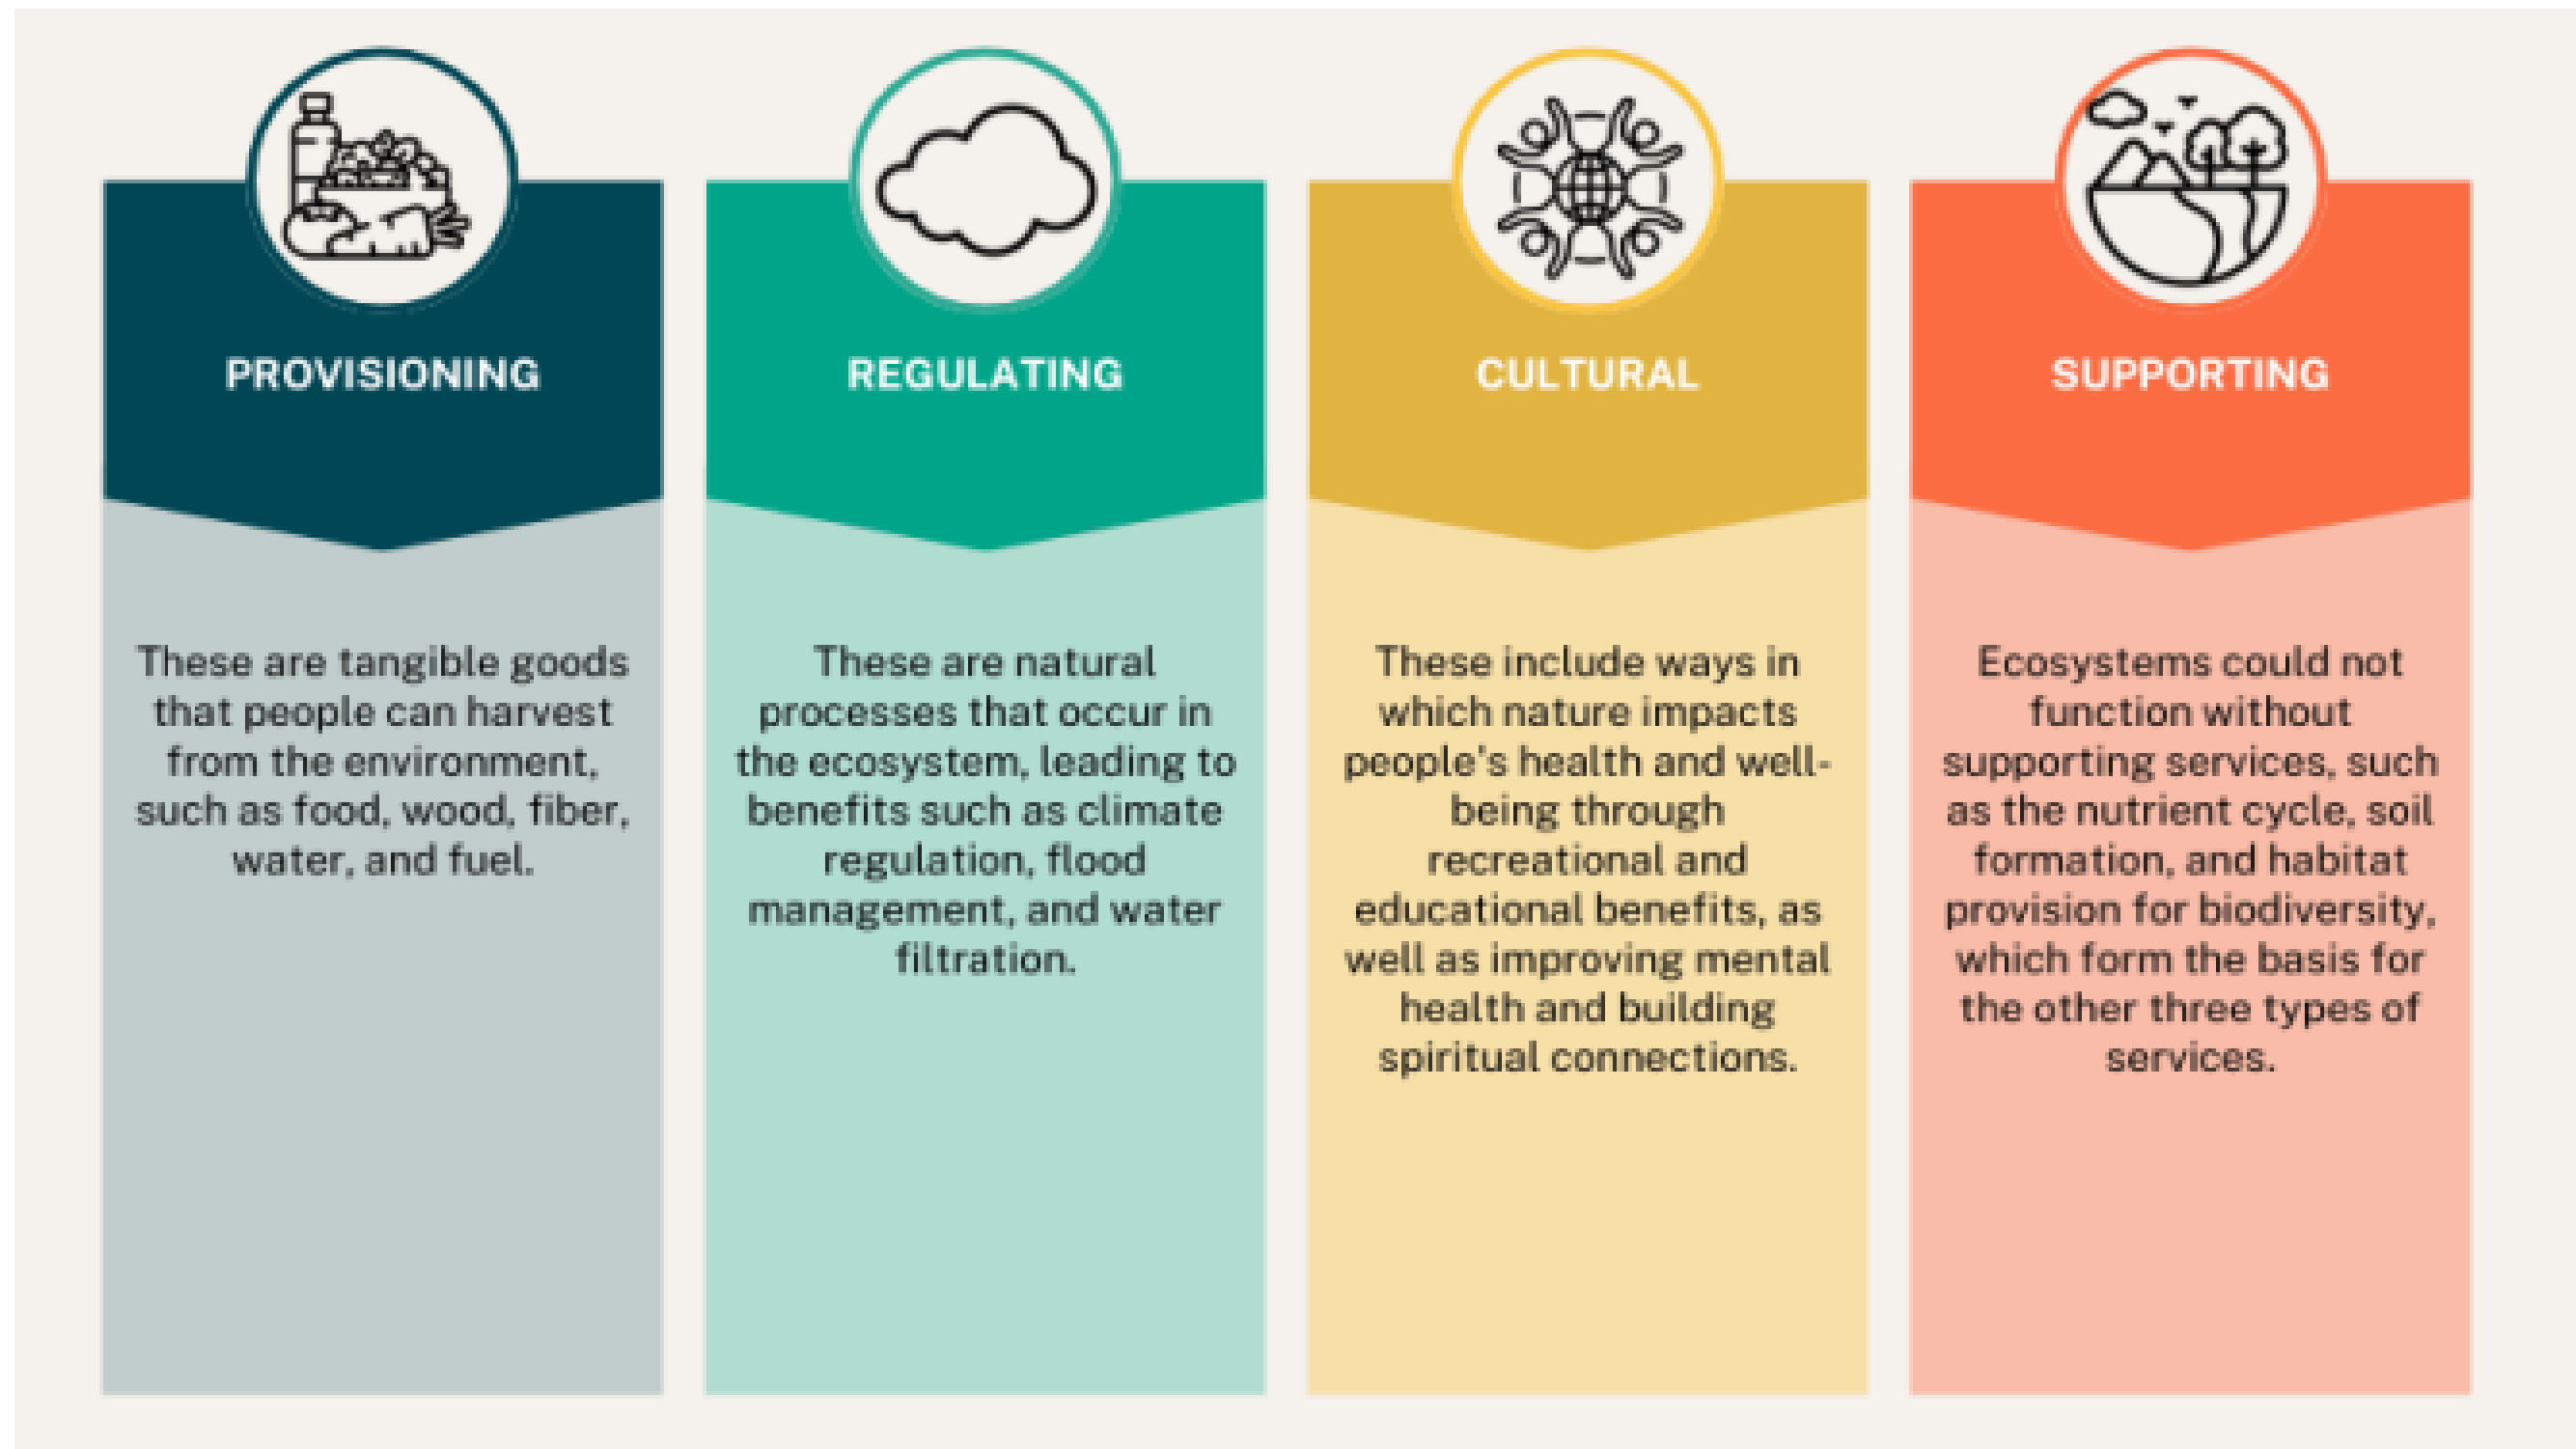 PROVISIONING
These are tangible goods
that people can harvest
from the environment,
such as food, wood, fiber,
water, and fuel.
REGULATING
These are natural
processes that occur in
the ecosystem, leading to
benefits such as climate
regulation, flood
management, and water
filtration.
CULTURAL
These include ways in
which nature impacts
people's health and well-
being through
recreational and
educational benefits, as
well as improving mental
health and building
spiritual connections.
SUPPORTING
Ecosystems could not
function without
supporting services, such
as the nutrient cycle, soil
formation, and habitat
provision for biodiversity,
which form the basis for
the other three types of
services.